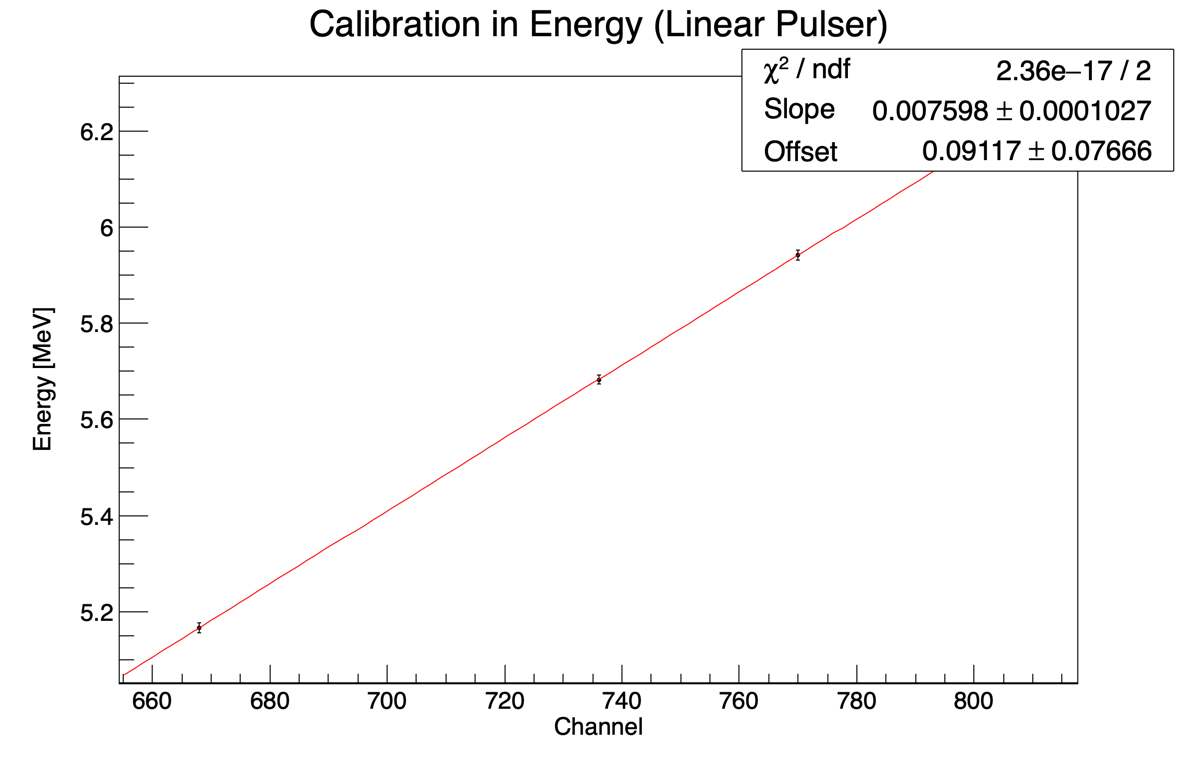 Calibration in Energy (Linear Pulser)
χ² / ndf 2.36e−17 / 2
Slope 0.007598 ± 0.0001027
Offset 0.09117 ± 0.07666
6.2
6
5.8
5.6
5.4
5.2
Energy [MeV]
660 680 700 720 740 760 780 800
Channel